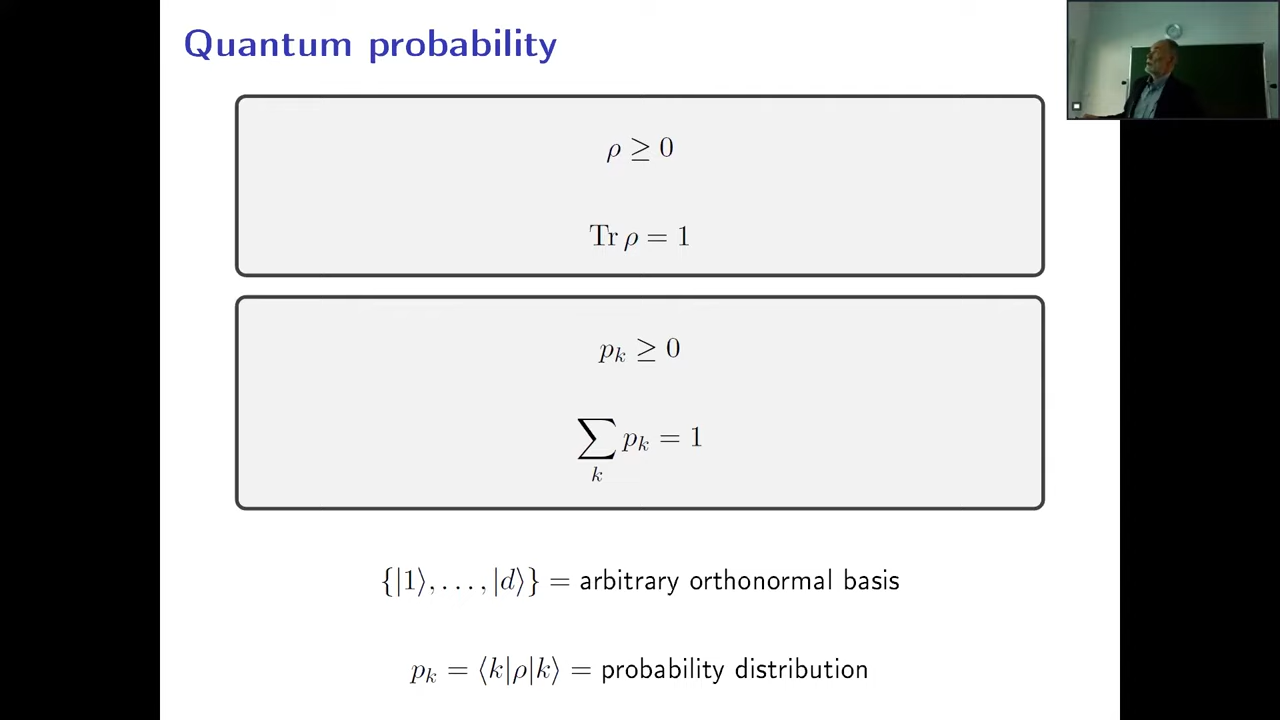 Quantum probability
ρ ≥ 0
Tr ρ = 1
p_k ≥ 0
∑_k p_k = 1
{|1⟩, . . . , |d⟩} = arbitrary orthonormal basis
p_k = ⟨k|ρ|k⟩ = probability distribution